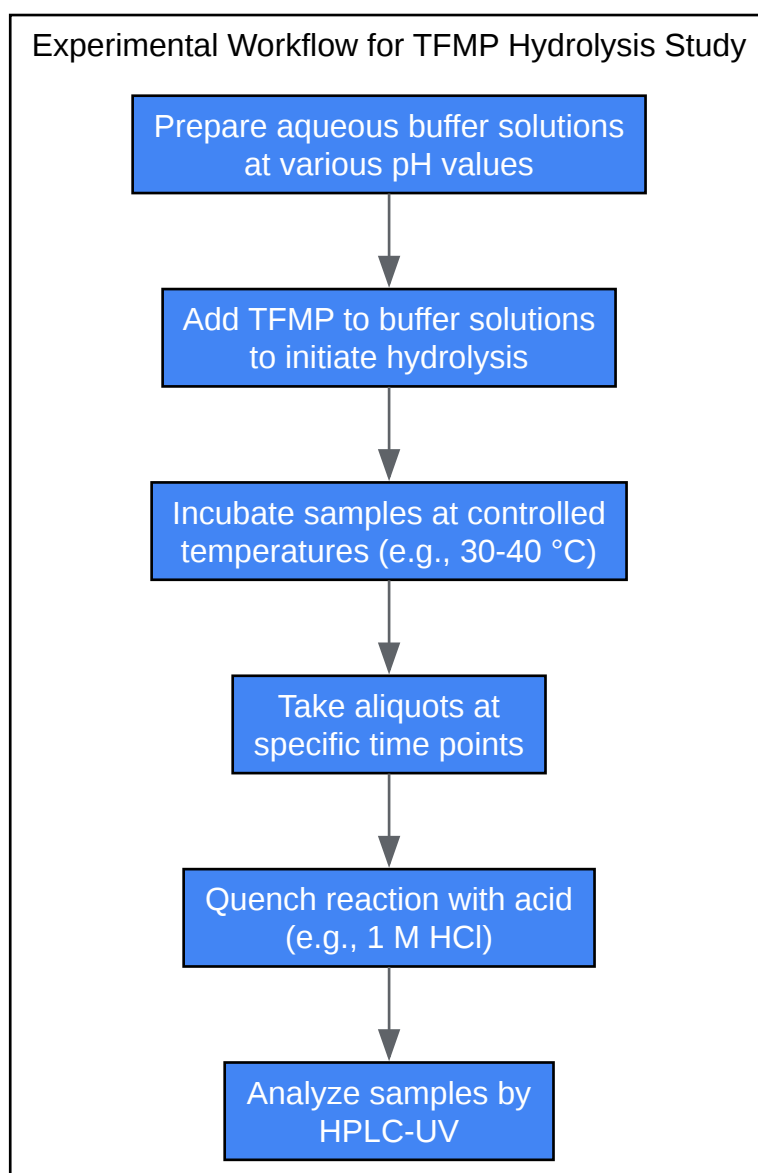 Experimental Workflow for TFMP Hydrolysis Study
Prepare aqueous buffer solutions
at various pH values
Add TFMP to buffer solutions
to initiate hydrolysis
Incubate samples at controlled
temperatures (e.g., 30-40 °C)
Take aliquots at
specific time points
Quench reaction with acid
(e.g., 1 M HCl)
Analyze samples by
HPLC-UV